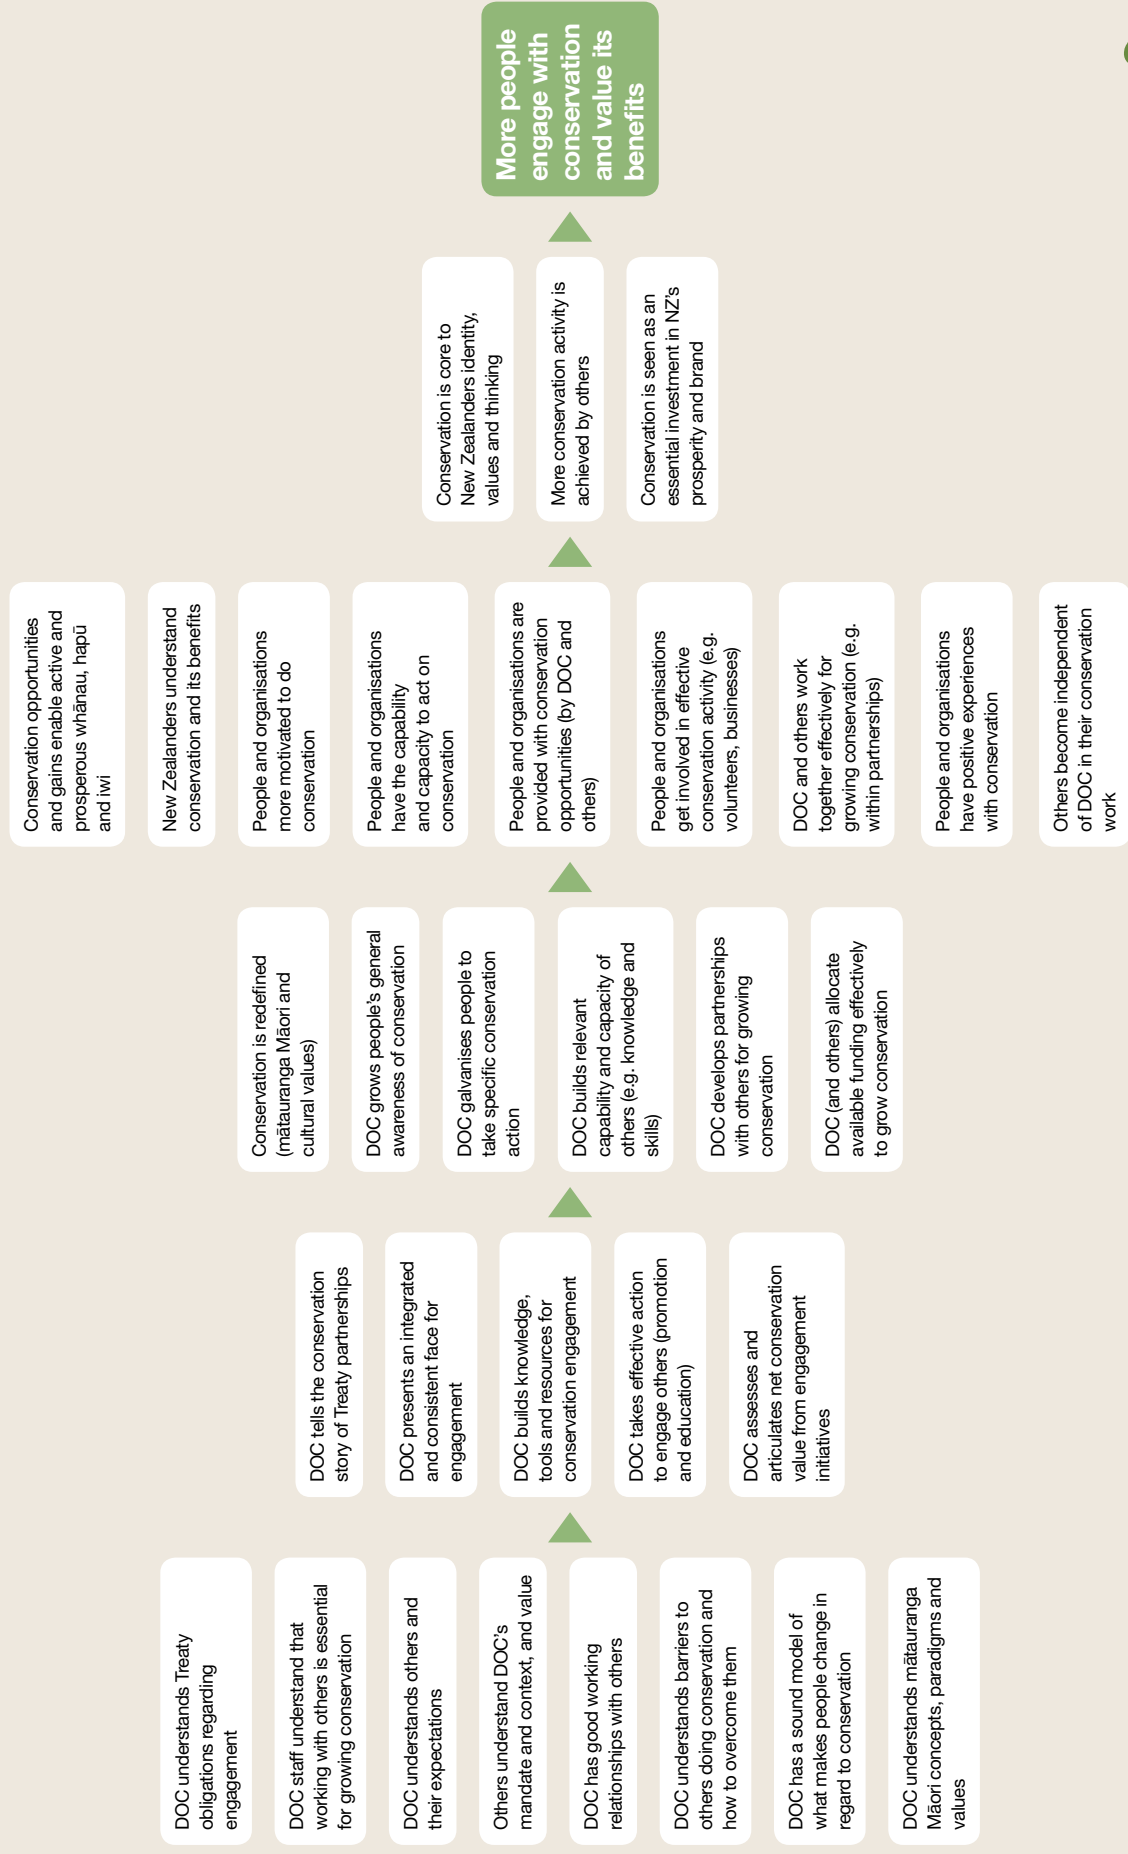 DOC understands Treaty
obligations regarding
engagement
DOC staff understand that
working with others is essential
for growing conservation
DOC understands others and
their expectations
Others understand DOC's
mandate and context, and value
DOC has good working
relationships with others
DOC understands barriers to
others doing conservation and
how to overcome them
DOC has a sound model of
what makes people change in
regard to conservation
DOC understands mātauranga
Māori concepts, paradigms and
values
DOC tells the conservation
story of Treaty partnerships
DOC presents an integrated
and consistent face for
engagement
DOC builds knowledge,
tools and resources for
conservation engagement
DOC takes effective action
to engage others (promotion
and education)
DOC assesses and
articulates net conservation
value from engagement
initiatives
Conservation is redefined
(mātauranga Māori and
cultural values)
DOC grows people's general
awareness of conservation
DOC galvanises people to
take specific conservation
action
DOC builds relevant
capability and capacity of
others (e.g. knowledge and
skills)
DOC develops partnerships
with others for growing
conservation
DOC (and others) allocate
available funding effectively
to grow conservation
Conservation opportunities
and gains enable active and
prosperous whānau, hapū
and iwi
New Zealanders understand
conservation and its benefits
People and organisations
more motivated to do
conservation
People and organisations
have the capability
and capacity to act on
conservation
People and organisations are
provided with conservation
opportunities (by DOC and
others)
People and organisations
get involved in effective
conservation activity (e.g.
volunteers, businesses)
DOC and others work
together effectively for
growing conservation (e.g.
within partnerships)
People and organisations
have positive experiences
with conservation
Others become independent
of DOC in their conservation
work
Conservation is core to
New Zealanders identity,
values and thinking
More conservation activity is
achieved by others
Conservation is seen as an
essential investment in NZ's
prosperity and brand
More people
engage with
conservation
and value its
benefits